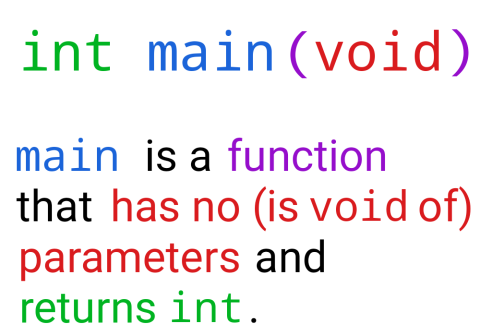 int main(void)
main is a function
that has no (is void of)
parameters and
returns int.